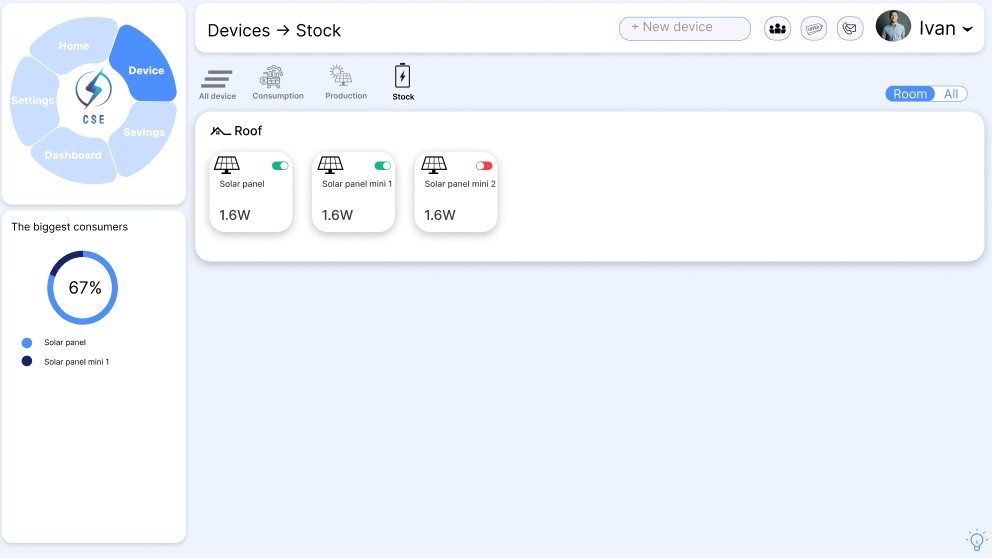 Home
Device
Settings
CSE
Savings
Dashboard
Devices → Stock
+ New device
Ivan
All device
Consumption
Production
Stock
Room All
Roof
Solar panel
1.6W
Solar panel mini 1
1.6W
Solar panel mini 2
1.6W
The biggest consumers
67%
Solar panel
Solar panel mini 1